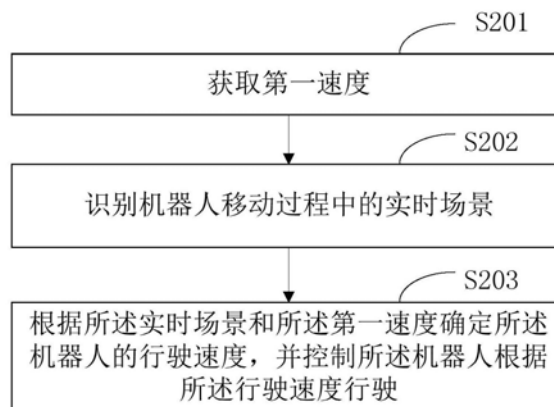 S201
获取第一速度
S202
识别机器人移动过程中的实时场景
S203
根据所述实时场景和所述第一速度确定所述
机器人的行驶速度，并控制所述机器人根据
所述行驶速度行驶